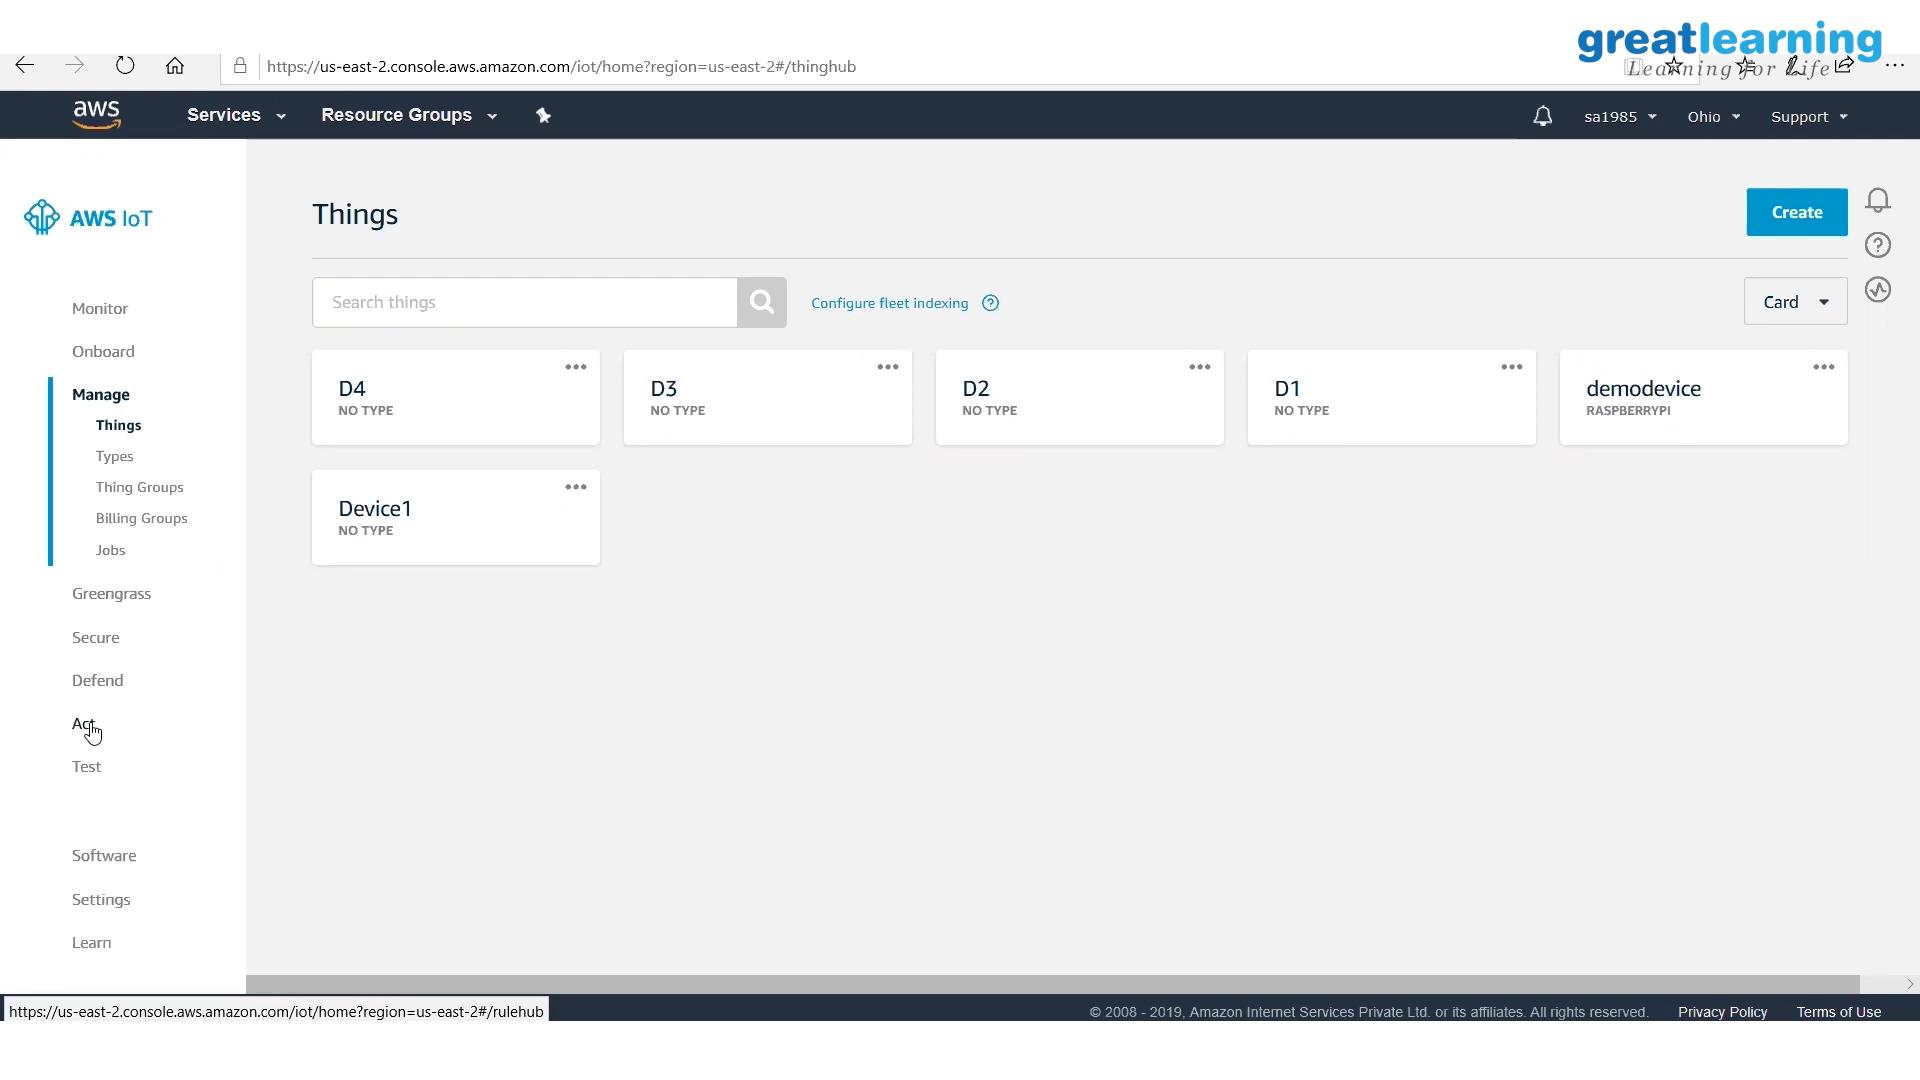 greatlearning
Learning for Life
https://us-east-2.console.aws.amazon.com/iot/home?region=us-east-2#/thinghub
aws
Services
Resource Groups
sa1985
Ohio
Support
AWS IoT
Monitor
Onboard
Manage
Things
Types
Thing Groups
Billing Groups
Jobs
Greengrass
Secure
Defend
Act
Test
Software
Settings
Learn
Things
Create
Search things
Configure fleet indexing
Card
D4
NO TYPE
D3
NO TYPE
D2
NO TYPE
D1
NO TYPE
demodevice
RASPBERRYPI
Device1
NO TYPE
https://us-east-2.console.aws.amazon.com/iot/home?region=us-east-2#/rulehub
© 2008 - 2019, Amazon Internet Services Private Ltd. or its affiliates. All rights reserved.
Privacy Policy
Terms of Use